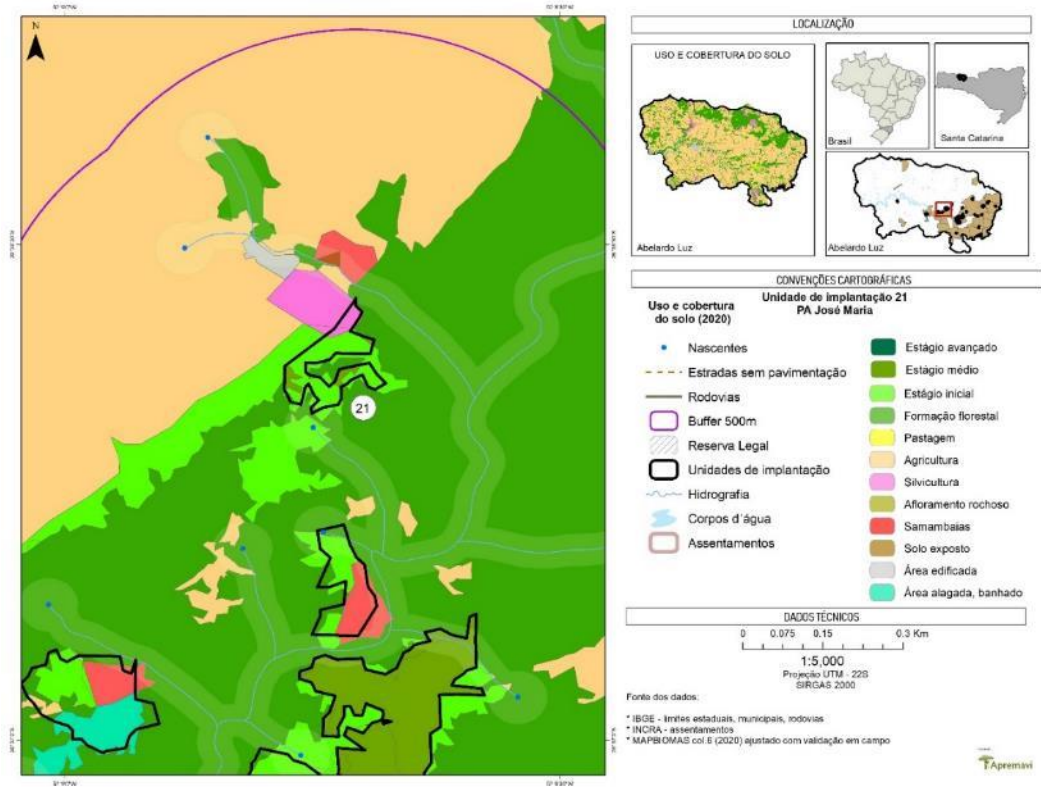 N
21
LOCALIZAÇÃO
USO E COBERTURA DO SOLO
Abelardo Luz
Brasil
Santa Catarina
Abelardo Luz
CONVENÇÕES CARTOGRÁFICAS
Uso e cobertura
do solo (2020)
Unidade de implantação 21
PA José Maria
Nascentes
Estradas sem pavimentação
Rodovias
Buffer 500m
Reserva Legal
Unidades de implantação
Hidrografia
Corpos d´água
Assentamentos
Estágio avançado
Estágio médio
Estágio inicial
Formação florestal
Pastagem
Agricultura
Silvicultura
Afloramento rochoso
Samambaias
Solo exposto
Área edificada
Área alagada, banhado
DADOS TÉCNICOS
0 0.075 0.15 0.3 Km
1:5,000
Projeção UTM - 22S
SIRGAS 2000
Fonte dos dados:
* IBGE - limites estaduais, municipais, rodovias
* INCRA - assentamentos
* MAPBIOMAS col.6 (2020) ajustado com validação em campo
Apremavi